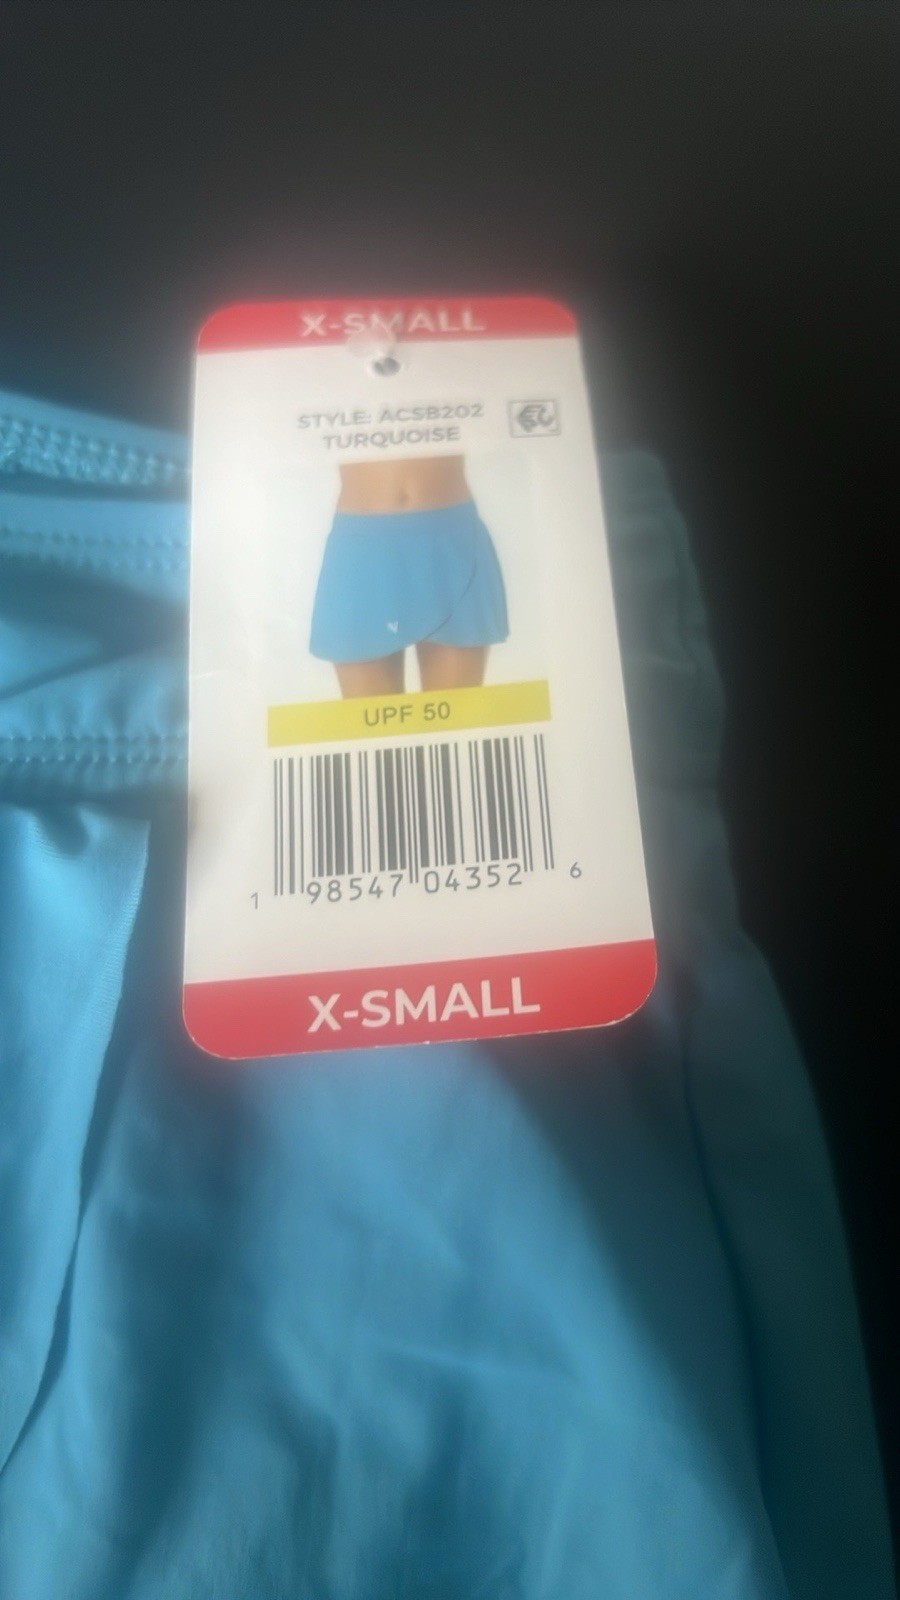 X-SMALL
STYLE: ACSB202
TURQUOISE
UPF 50
1 98547 04352 6
X-SMALL